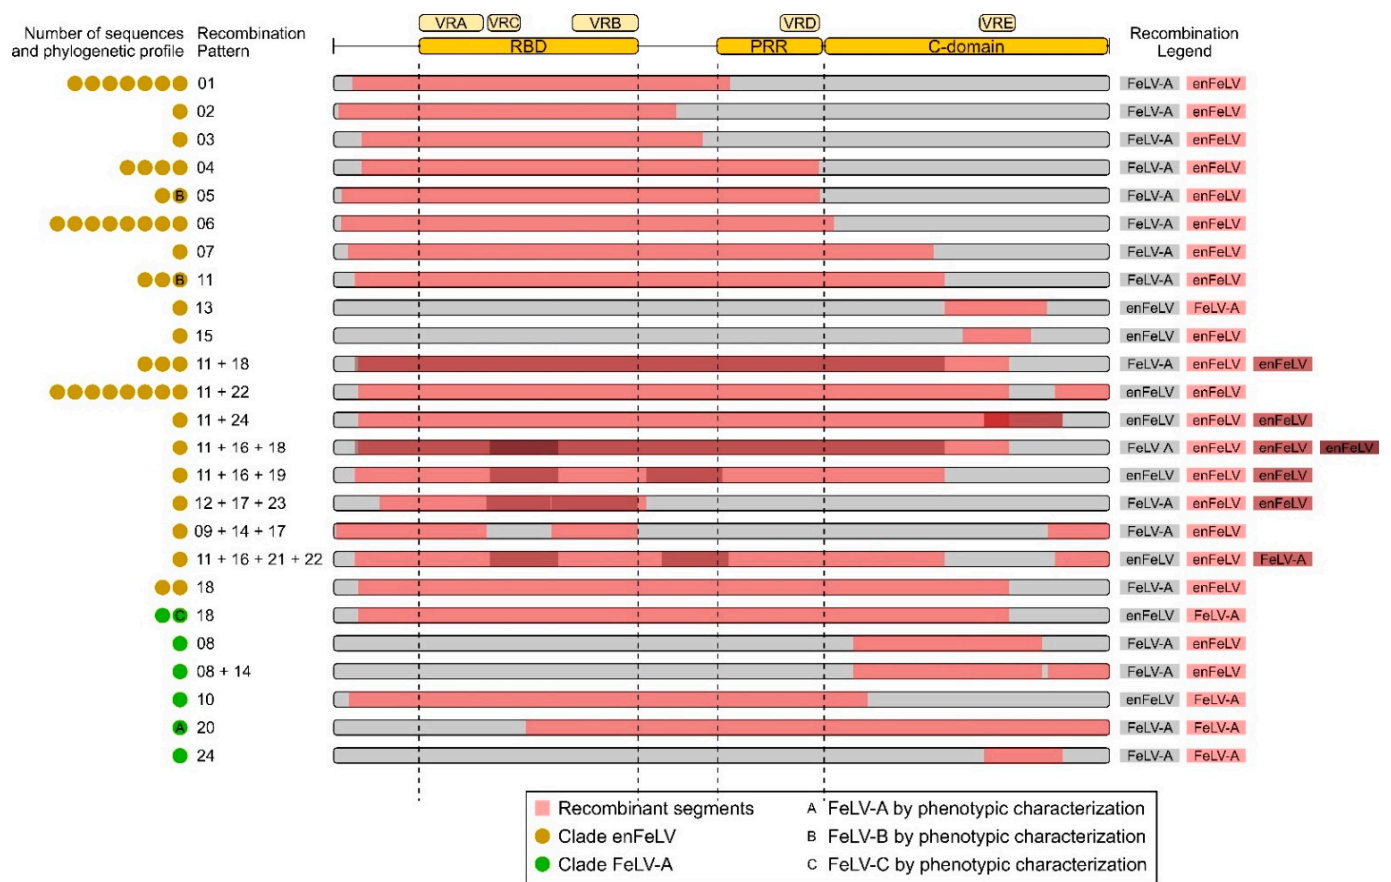 VRA VRC VRB VRD VRE
Number of sequences Recombination Recombination
and phylogenetic profile Pattern RBD PRR C-domain Legend
01 FeLV-A enFeLV
02 FeLV-A enFeLV
03 FeLV-A enFeLV
04 FeLV-A enFeLV
B 05 FeLV-A enFeLV
06 FeLV-A enFeLV
07 FeLV-A enFeLV
B 11 FeLV-A enFeLV
13 enFeLV FeLV-A
15 enFeLV enFeLV
11 + 18 FeLV-A enFeLV enFeLV
11 + 22 enFeLV enFeLV
11 + 24 enFeLV enFeLV enFeLV
11 + 16 + 18 FeLV-A enFeLV enFeLV enFeLV
11 + 16 + 19 enFeLV enFeLV enFeLV
12 + 17 + 23 FeLV-A enFeLV enFeLV
09 + 14 + 17 FeLV-A enFeLV
11 + 16 + 21 + 22 enFeLV enFeLV FeLV-A
18 FeLV-A enFeLV
C 18 enFeLV FeLV-A
08 FeLV-A enFeLV
08 + 14 FeLV-A enFeLV
10 enFeLV FeLV-A
A 20 FeLV-A FeLV-A
24 FeLV-A FeLV-A
Recombinant segments A FeLV-A by phenotypic characterization
Clade enFeLV B FeLV-B by phenotypic characterization
Clade FeLV-A C FeLV-C by phenotypic characterization